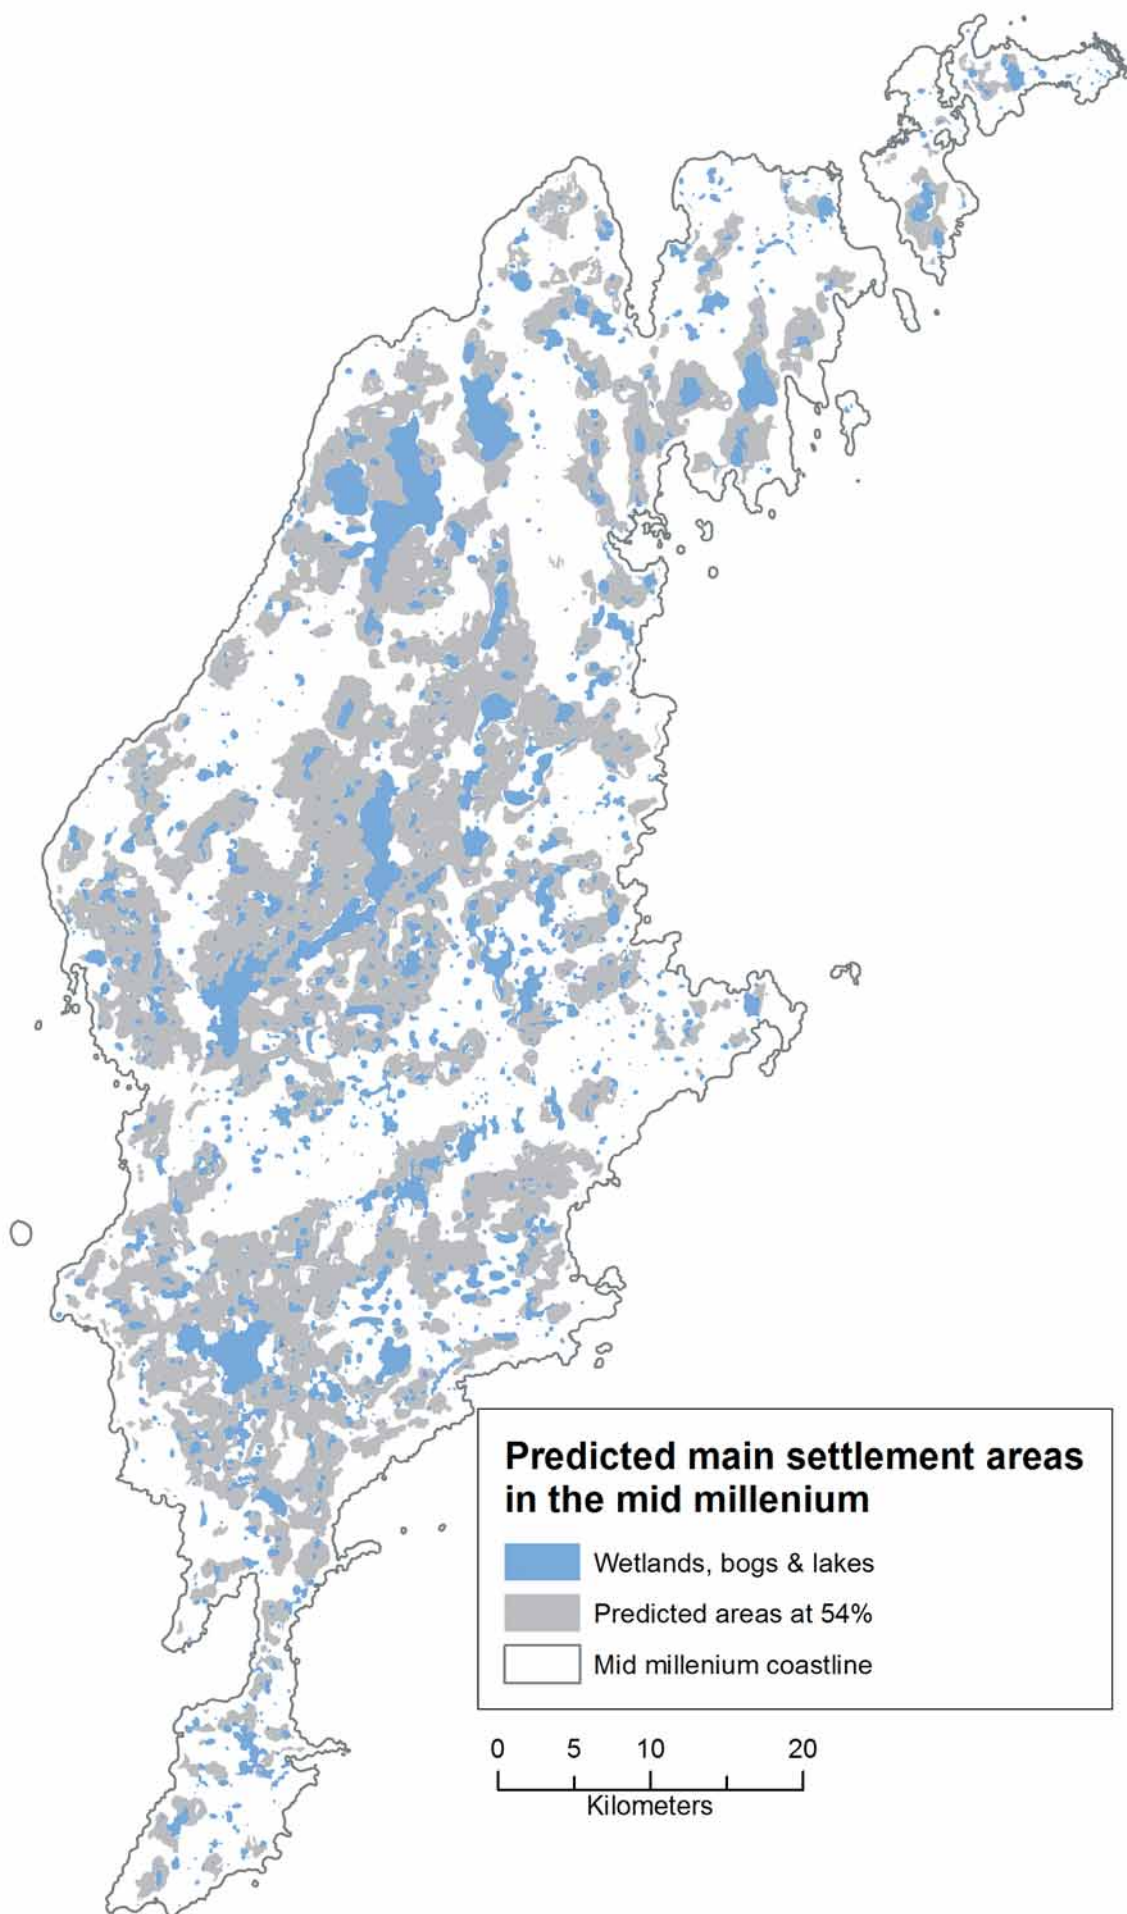 Predicted main settlement areas
in the mid millenium
Wetlands, bogs & lakes
Predicted areas at 54%
Mid millenium coastline
0 5 10 20
Kilometers